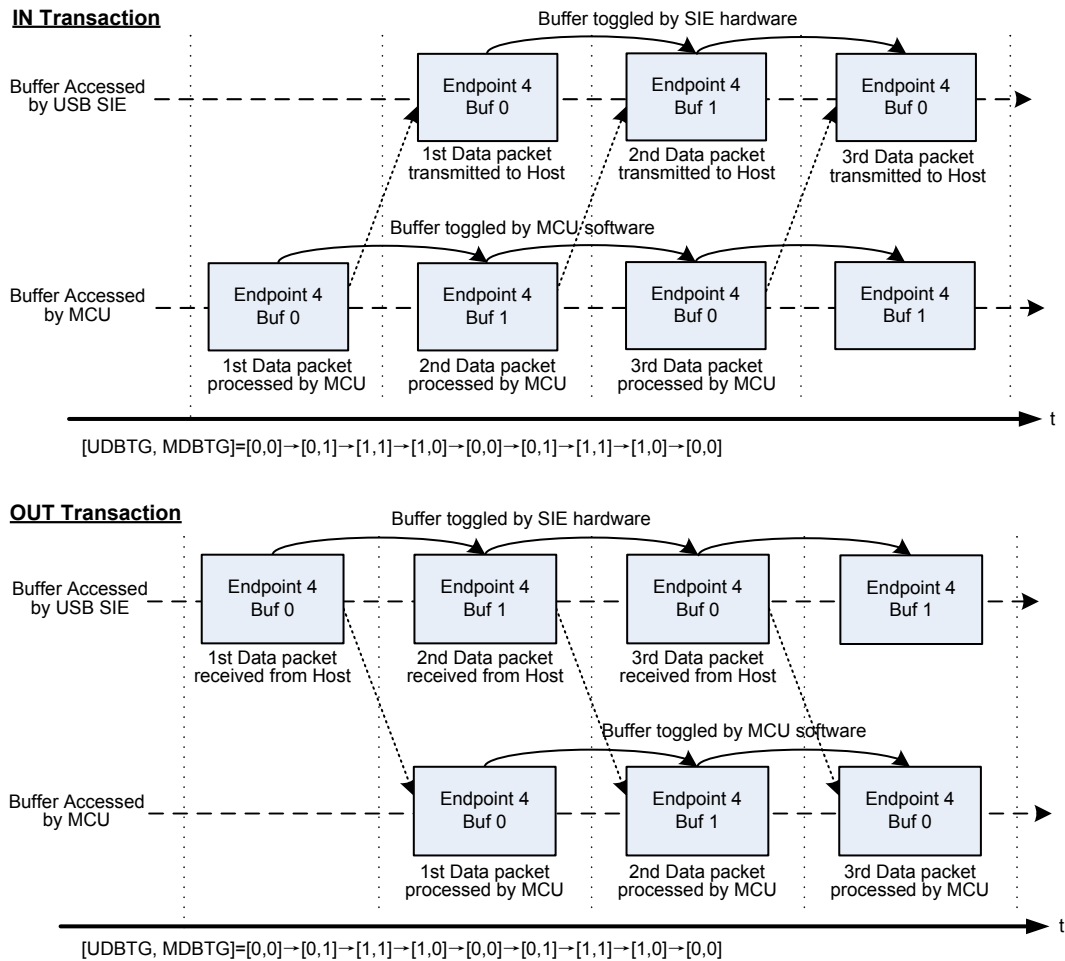 IN Transaction
Buffer toggled by SIE hardware
Buffer Accessed
by USB SIE
Endpoint 4
Buf 0
Endpoint 4
Buf 1
Endpoint 4
Buf 0
1st Data packet
transmitted to Host
2nd Data packet
transmitted to Host
3rd Data packet
transmitted to Host
Buffer toggled by MCU software
Buffer Accessed
by MCU
Endpoint 4
Buf 0
Endpoint 4
Buf 1
Endpoint 4
Buf 0
Endpoint 4
Buf 1
1st Data packet
processed by MCU
2nd Data packet
processed by MCU
3rd Data packet
processed by MCU
t
[UDBTG, MDBTG]=[0,0]→[0,1]→[1,1]→[1,0]→[0,0]→[0,1]→[1,1]→[1,0]→[0,0]
OUT Transaction
Buffer toggled by SIE hardware
Buffer Accessed
by USB SIE
Endpoint 4
Buf 0
Endpoint 4
Buf 1
Endpoint 4
Buf 0
Endpoint 4
Buf 1
1st Data packet
received from Host
2nd Data packet
received from Host
3rd Data packet
received from Host
Buffer toggled by MCU software
Buffer Accessed
by MCU
Endpoint 4
Buf 0
Endpoint 4
Buf 1
Endpoint 4
Buf 0
1st Data packet
processed by MCU
2nd Data packet
processed by MCU
3rd Data packet
processed by MCU
t
[UDBTG, MDBTG]=[0,0]→[0,1]→[1,1]→[1,0]→[0,0]→[0,1]→[1,1]→[1,0]→[0,0]